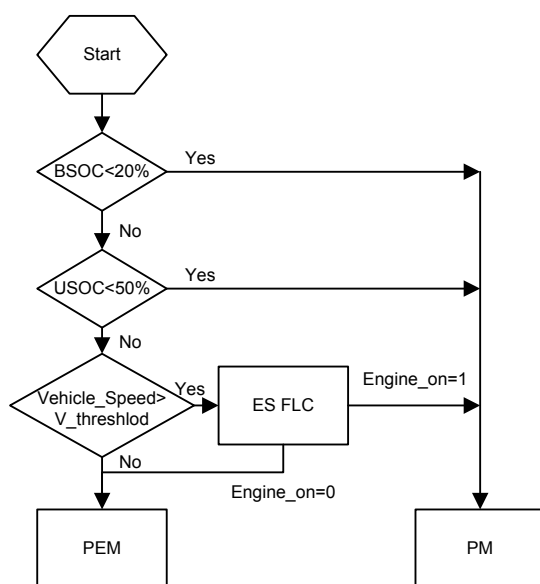 Start
BSOC<20%
Yes
No
USOC<50%
Yes
No
Vehicle_Speed>
V_threshlod
Yes
ES FLC
Engine_on=1
No
Engine_on=0
PEM
PM